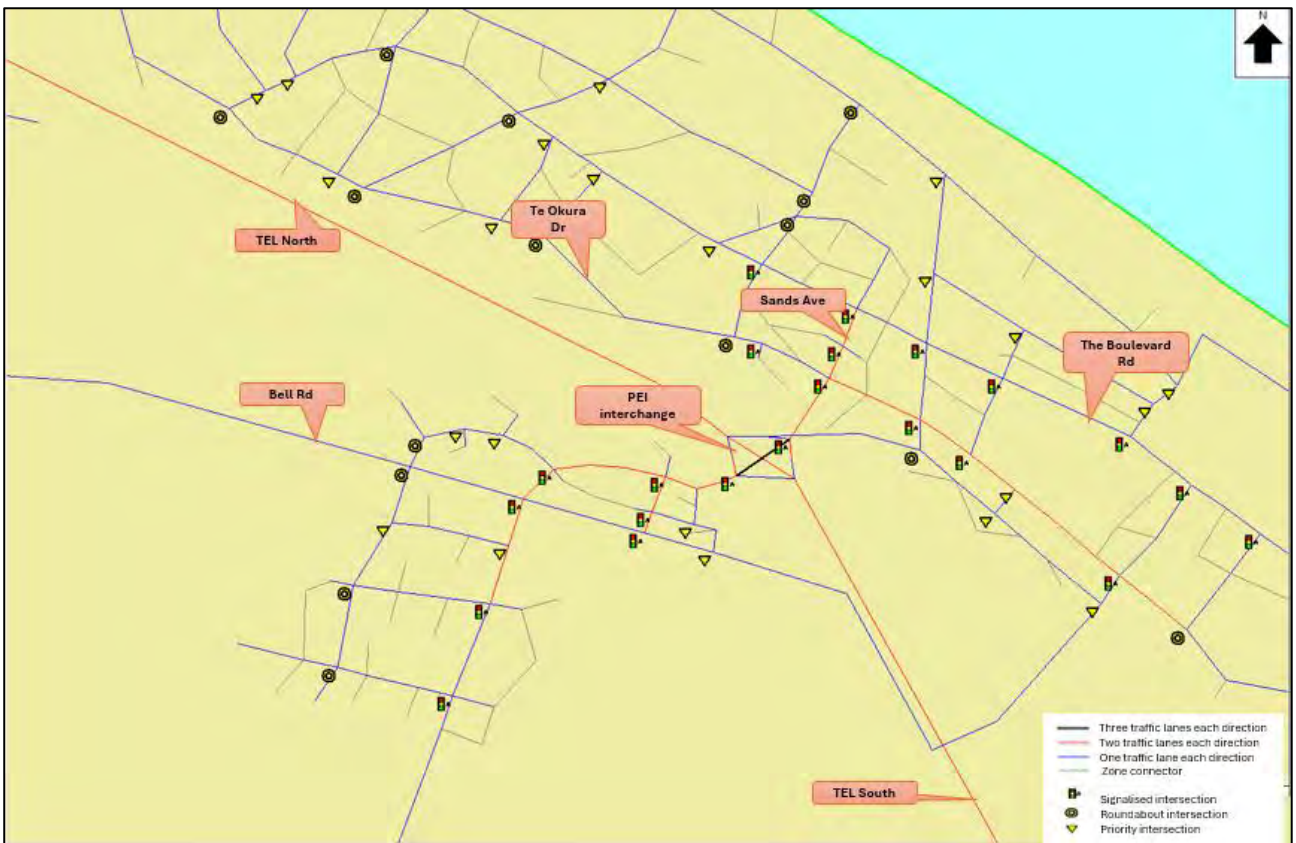 N
Te Okura
Dr
TEL North
Sands Ave
The Boulevard
Rd
Bell Rd
PEI
interchange
TEL South
Three traffic lanes each direction
Two traffic lanes each direction
One traffic lane each direction
Zone connector
Signalised intersection
Roundabout intersection
Priority intersection